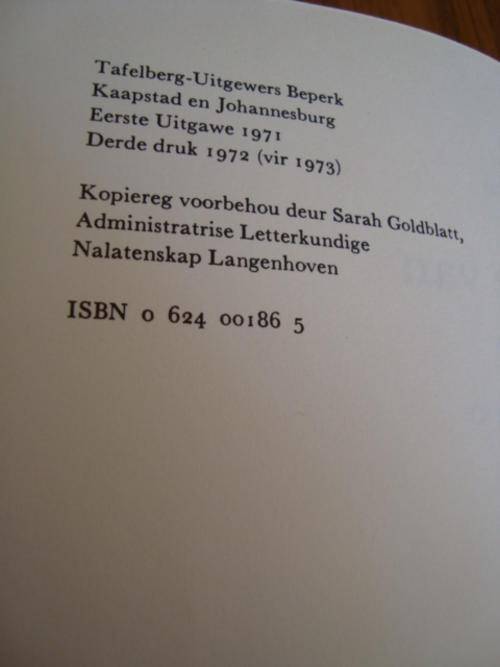 Tafelberg-Uitgewers Beperk
Kaapstad en Johannesburg
Eerste Uitgawe 1971
Derde druk 1972 (vir 1973)
Kopiereg voorbehou deur Sarah Goldblatt,
Administratrise Letterkundige
Nalatenskap Langenhoven
ISBN 0 624 00186 5